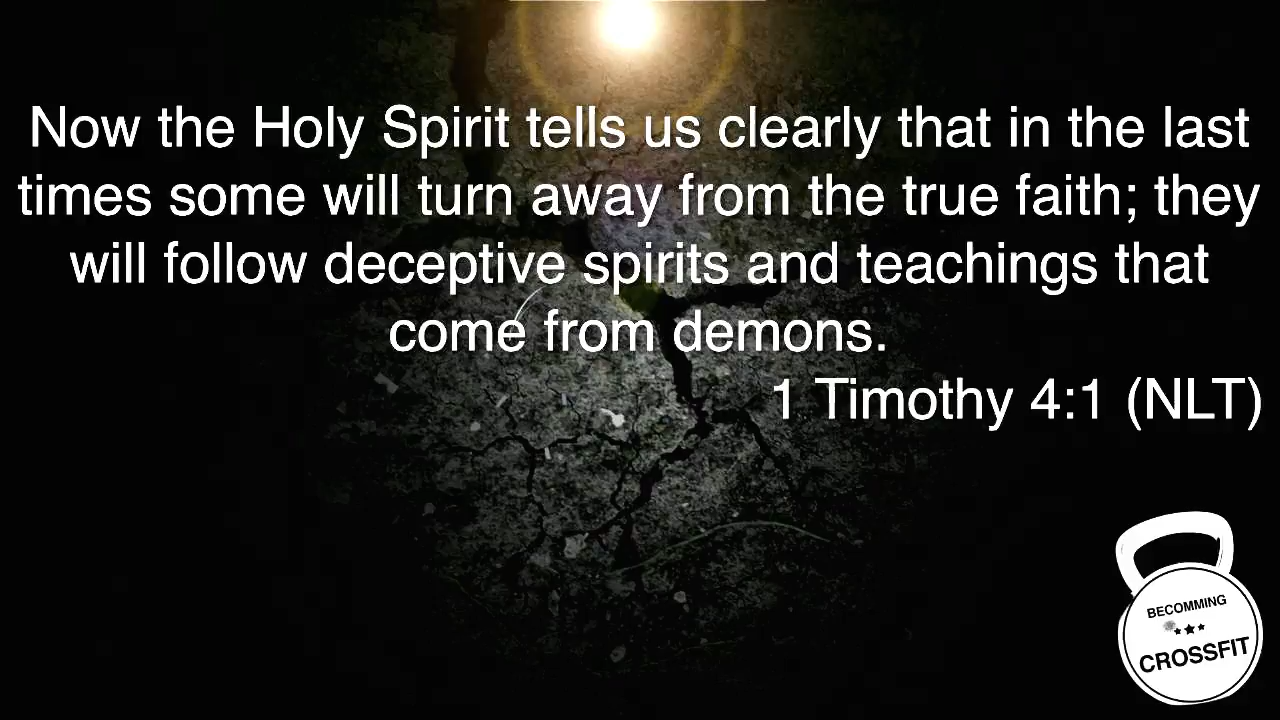 Now the Holy Spirit tells us clearly that in the last
times some will turn away from the true faith; they
will follow deceptive spirits and teachings that
come from demons.
1 Timothy 4:1 (NLT)
BECOMMING
CROSSFIT